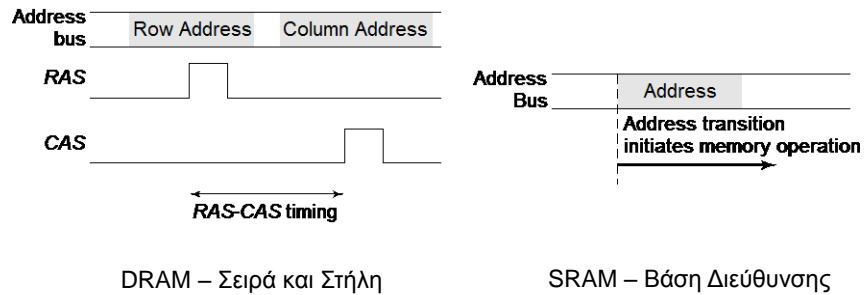 Address
bus
Row Address
Column Address
RAS
CAS
RAS-CAS timing
DRAM – Σειρά και Στήλη
Address
Bus
Address
Address transition
initiates memory operation
SRAM – Βάση Διεύθυνσης